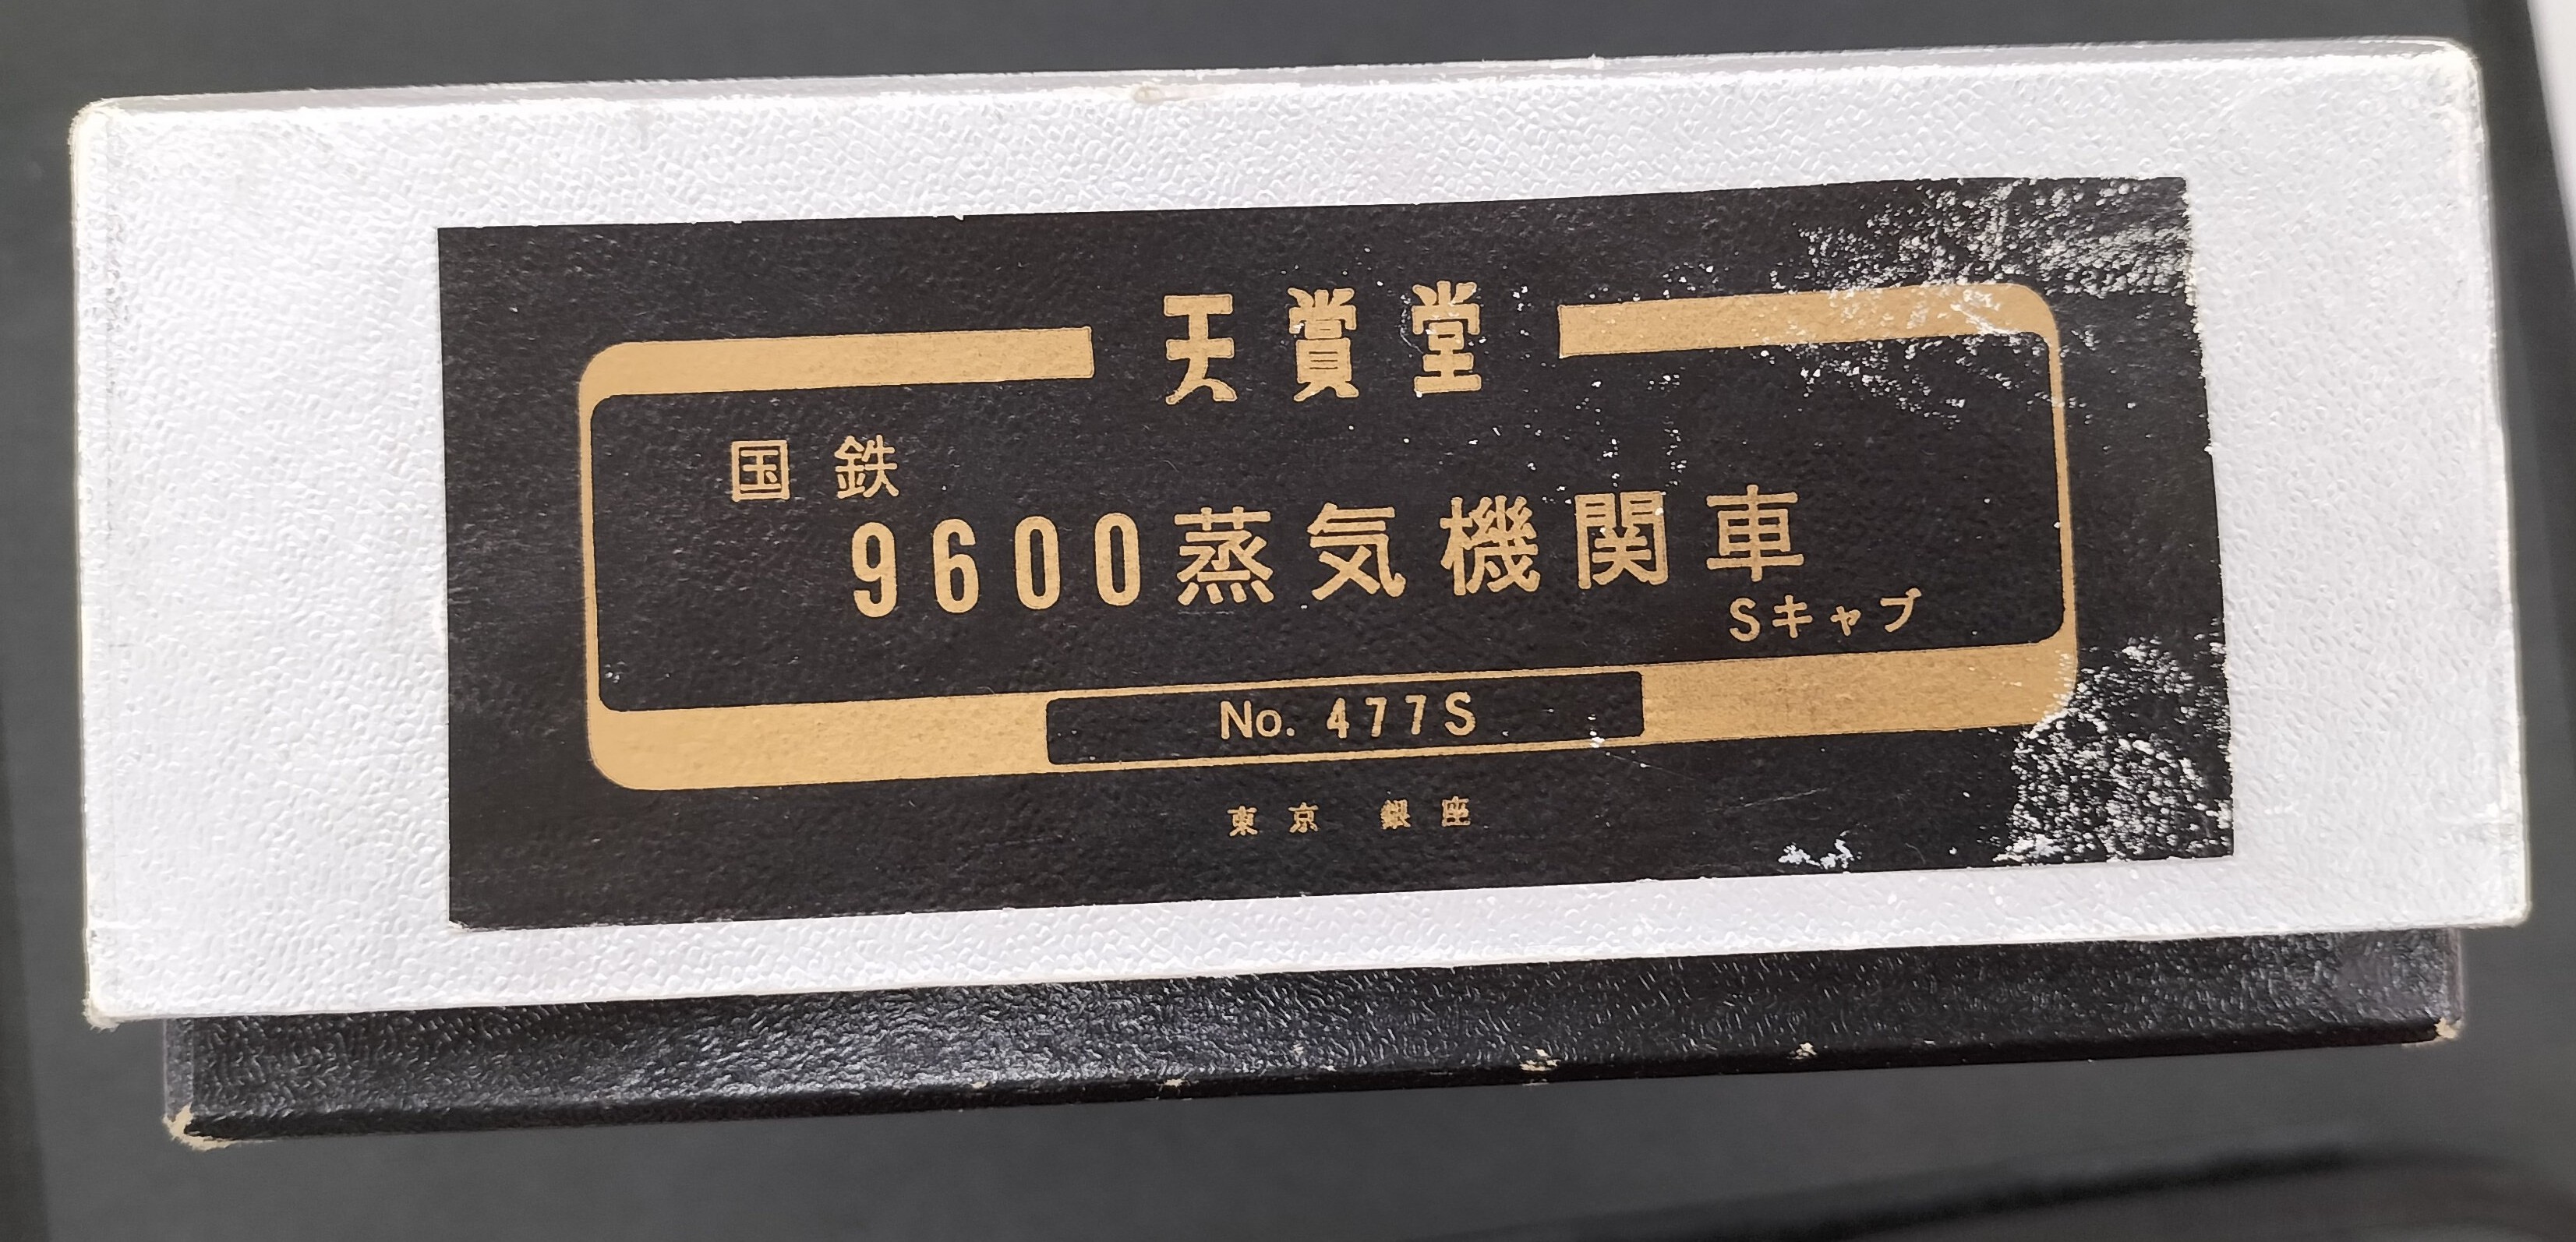 天賞堂
国鉄
9600蒸気機関車
Sキャブ
No. 477S
東京 銀座